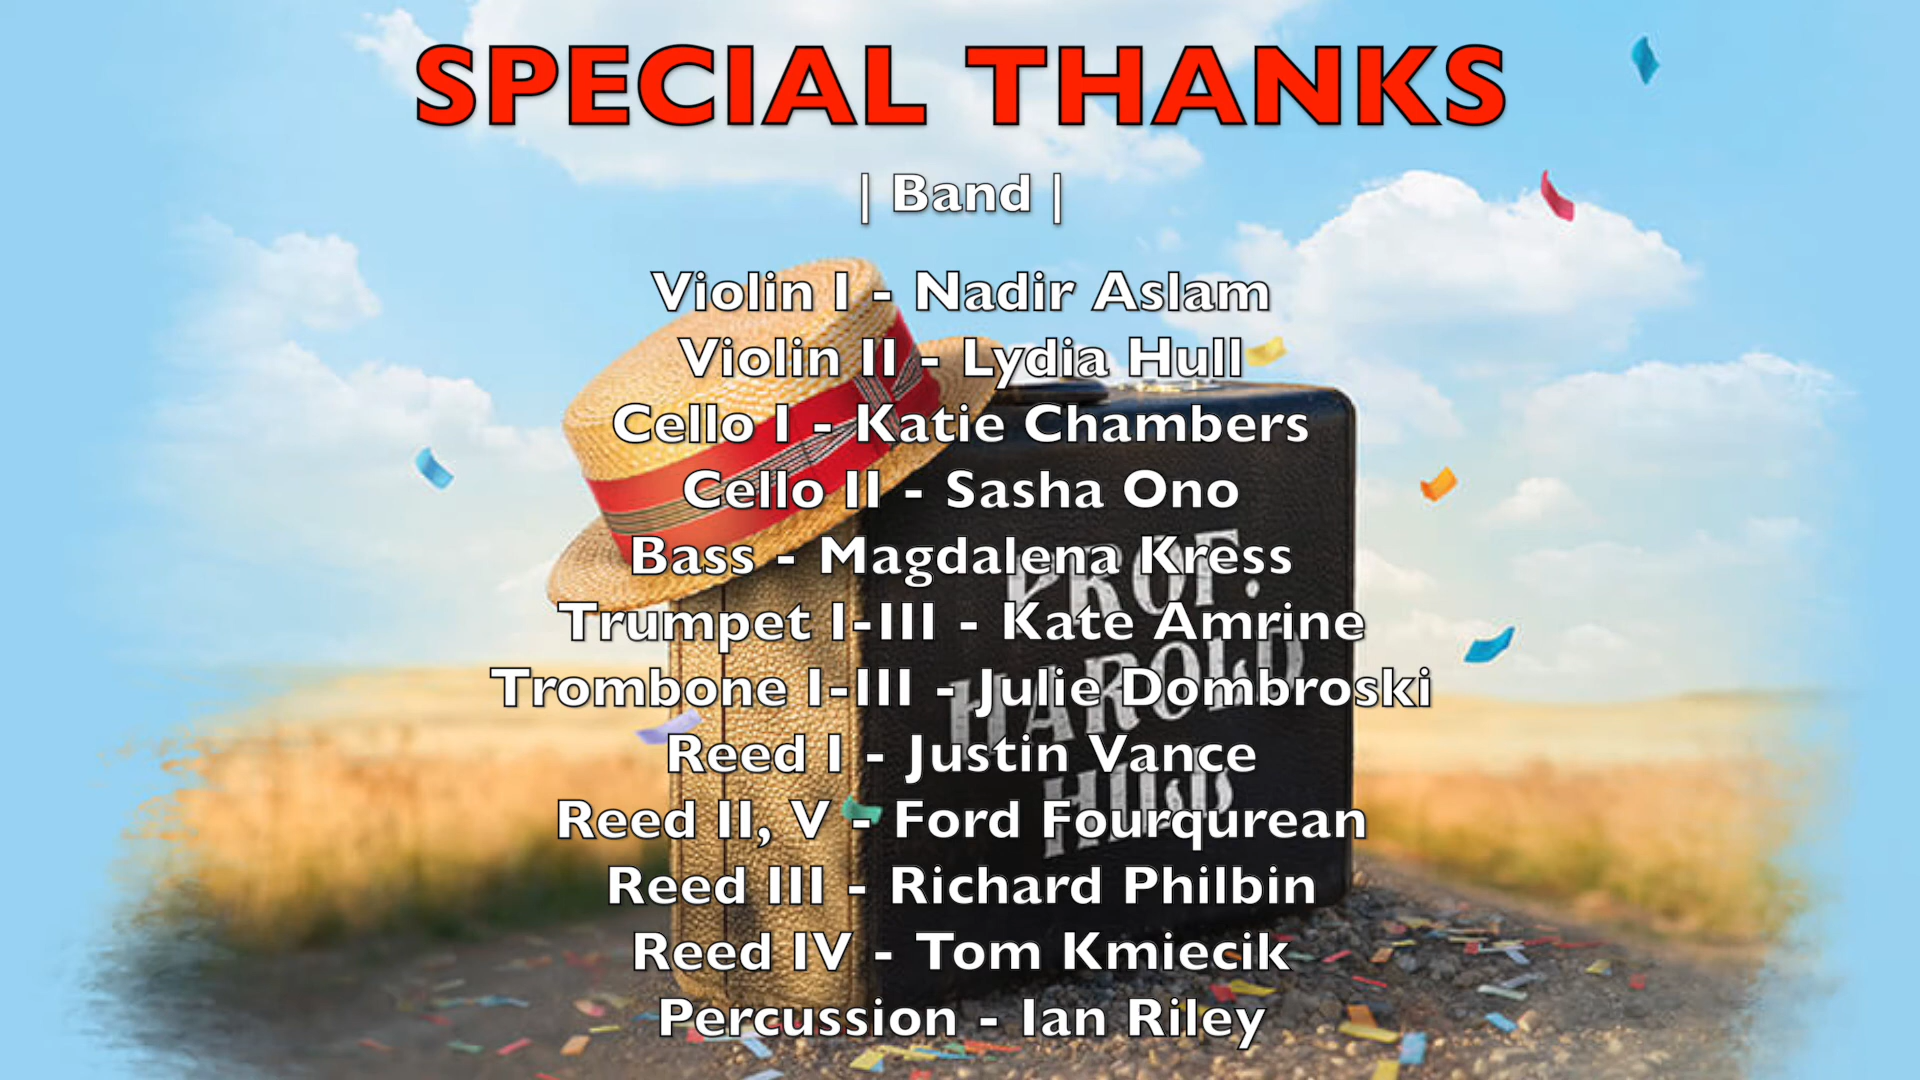 SPECIAL THANKS
| Band |
Violin I - Nadir Aslam
Violin II - Lydia Hull
Cello I - Katie Chambers
Cello II - Sasha Ono
Bass - Magdalena Kress
Trumpet I-III - Kate Amrine
Trombone I-III - Julie Dombroski
Reed I - Justin Vance
Reed II, V - Ford Fourqurean
Reed III - Richard Philbin
Reed IV - Tom Kmiecik
Percussion - Ian Riley
PROF.
HAROLD